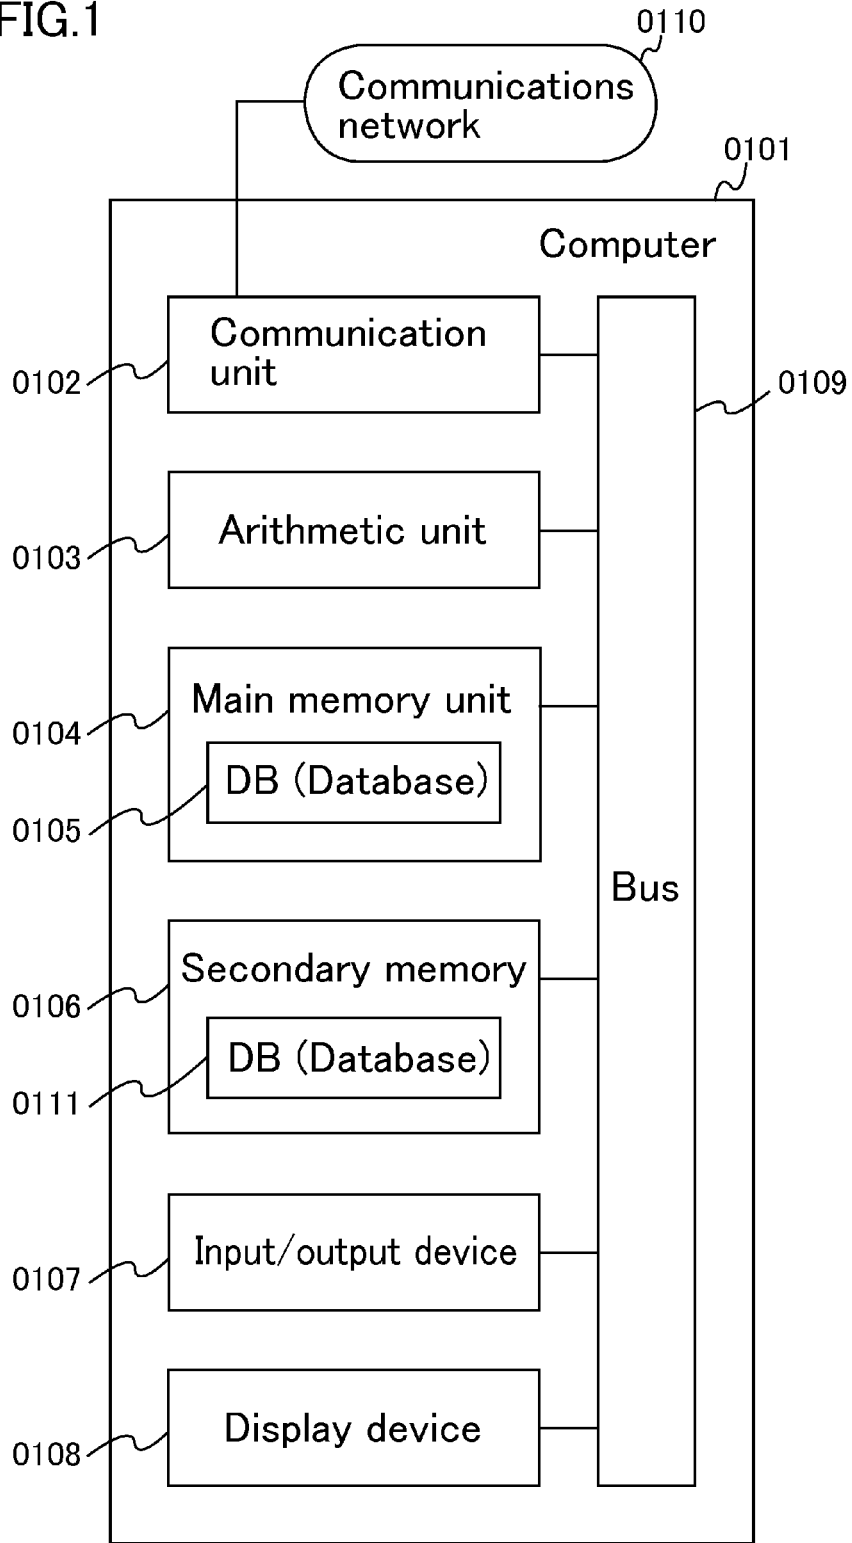 FIG.1
0110
Communications
network
0101
Computer
Communication
unit
0102
0109
Arithmetic unit
0103
Main memory unit
0104
DB (Database)
0105
Bus
Secondary memory
0106
DB (Database)
0111
Input/output device
0107
Display device
0108